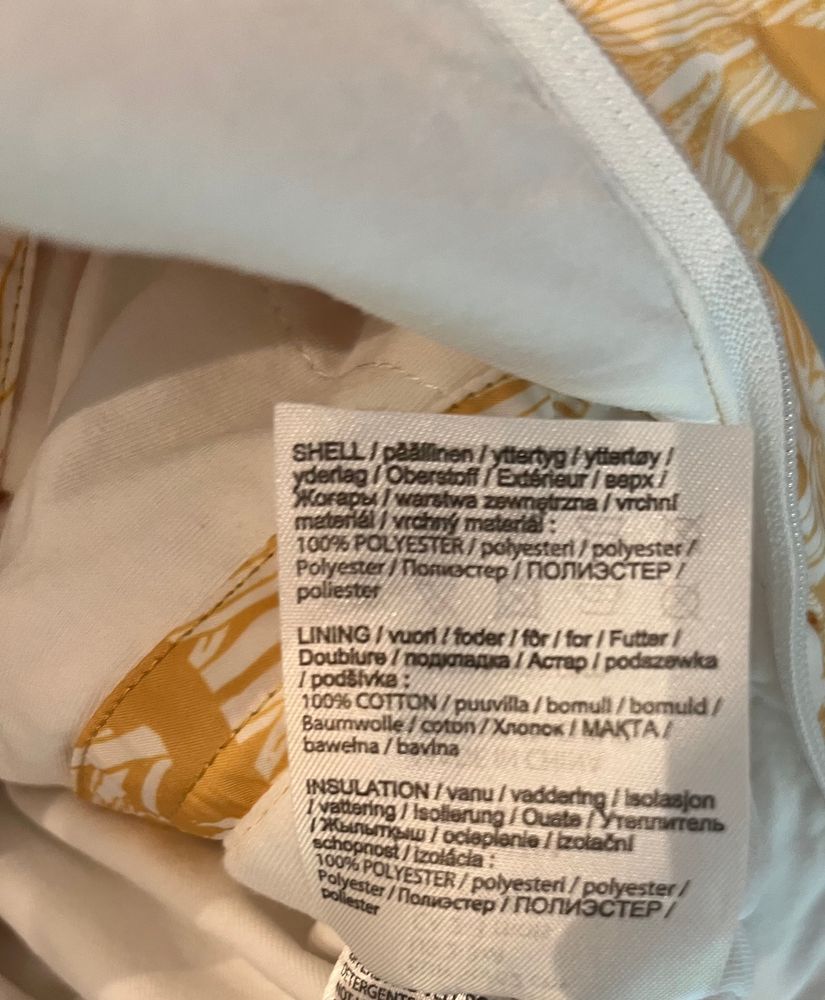 SHELL / päällinen / yttertyg / yttertøy /
yderlag / Oberstoff / Extérieur / верх /
Жоғары / warstwa zewnętrzna / vrchní
materiál / vrchný materiál :
100% POLYESTER / polyesteri / polyester /
Polyester / Полиэстер / ПОЛИЭСТЕР /
poliester
LINING / vuori / foder / fôr / for / Futter /
Doublure / подкладка / Астар / podszewka
/ podšívka :
100% COTTON / puuvilla / bomull / bomuld /
Baumwolle / coton / Хлопок / МАҚТА /
bawełna / bavlna
INSULATION / vanu / vaddering / Isolasjon
/ vattering / Isolierung / Ouate / Утеплитель
/ Жылытқыш / ocieplenie / Izolační
schopnost / izolácia :
100% POLYESTER / polyesteri / polyester /
Polyester / Полиэстер / ПОЛИЭСТЕР /
poliester